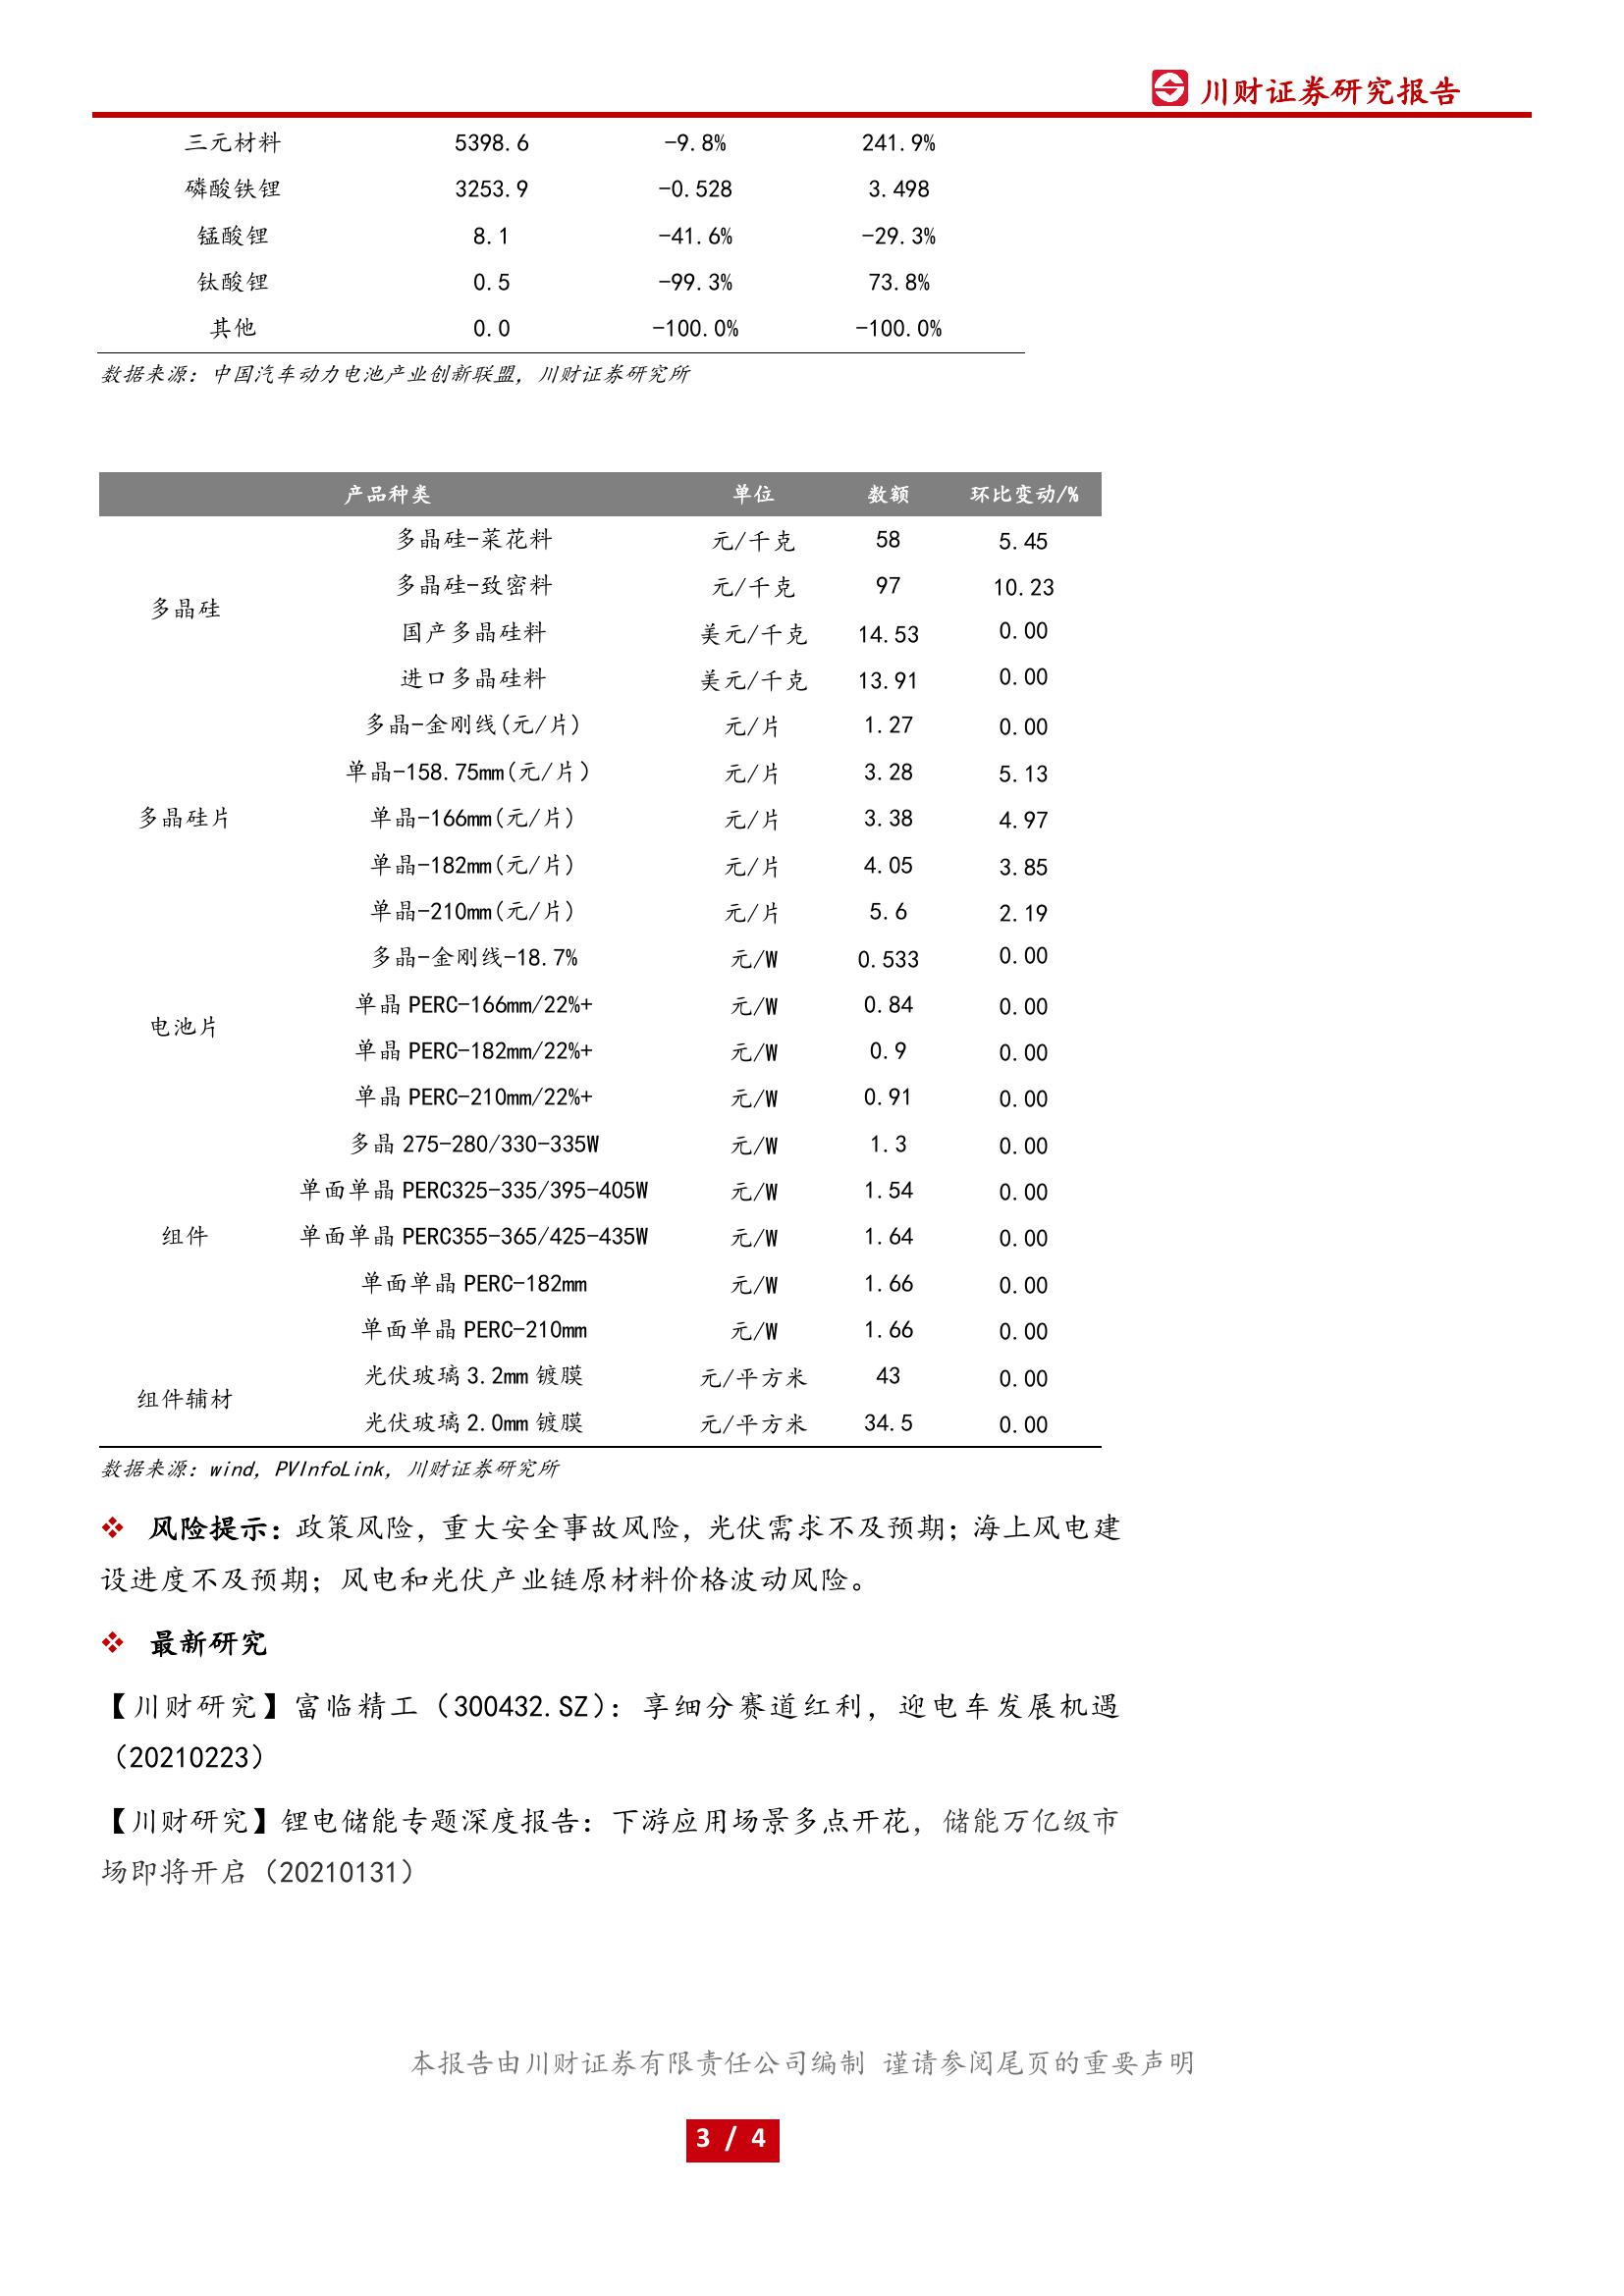 川财证券研究报告
三元材料 5398.6 -9.8% 241.9%
磷酸铁锂 3253.9 -0.528 3.498
锰酸锂 8.1 -41.6% -29.3%
钛酸锂 0.5 -99.3% 73.8%
其他 0.0 -100.0% -100.0%
数据来源：中国汽车动力电池产业创新联盟，川财证券研究所
产品种类 单位 数额 环比变动/%
多晶硅-菜花料 元/千克 58 5.45
多晶硅-致密料 元/千克 97 10.23
多晶硅
国产多晶硅料 美元/千克 14.53 0.00
进口多晶硅料 美元/千克 13.91 0.00
多晶-金刚线(元/片) 元/片 1.27 0.00
单晶-158.75mm(元/片) 元/片 3.28 5.13
多晶硅片 单晶-166mm(元/片) 元/片 3.38 4.97
单晶-182mm(元/片) 元/片 4.05 3.85
单晶-210mm(元/片) 元/片 5.6 2.19
多晶-金刚线-18.7% 元/W 0.533 0.00
单晶 PERC-166mm/22%+ 元/W 0.84 0.00
电池片
单晶 PERC-182mm/22%+ 元/W 0.9 0.00
单晶 PERC-210mm/22%+ 元/W 0.91 0.00
多晶 275-280/330-335W 元/W 1.3 0.00
单面单晶 PERC325-335/395-405W 元/W 1.54 0.00
组件 单面单晶 PERC355-365/425-435W 元/W 1.64 0.00
单面单晶 PERC-182mm 元/W 1.66 0.00
单面单晶 PERC-210mm 元/W 1.66 0.00
光伏玻璃 3.2mm 镀膜 元/平方米 43 0.00
组件辅材
光伏玻璃 2.0mm 镀膜 元/平方米 34.5 0.00
数据来源：wind，PVInfoLink，川财证券研究所
❖ 风险提示：政策风险，重大安全事故风险，光伏需求不及预期；海上风电建
设进度不及预期；风电和光伏产业链原材料价格波动风险。
❖ 最新研究
【川财研究】富临精工（300432.SZ）：享细分赛道红利，迎电车发展机遇
（20210223）
【川财研究】锂电储能专题深度报告：下游应用场景多点开花，储能万亿级市
场即将开启（20210131）
本报告由川财证券有限责任公司编制 谨请参阅尾页的重要声明
3 / 4